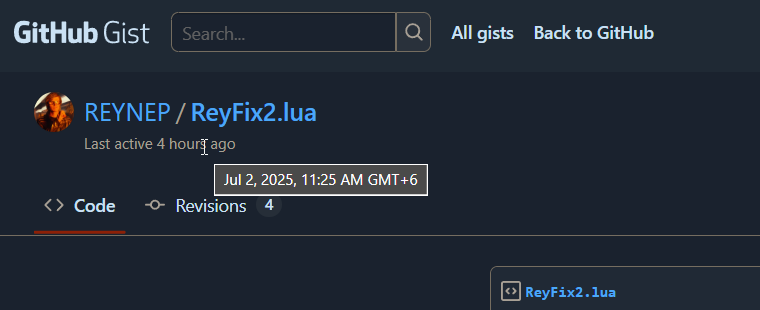 GitHub Gist Search... All gists Back to GitHub
REYNEP / ReyFix2.lua
Last active 4 hours ago
Jul 2, 2025, 11:25 AM GMT+6
Code Revisions 4
ReyFix2.lua